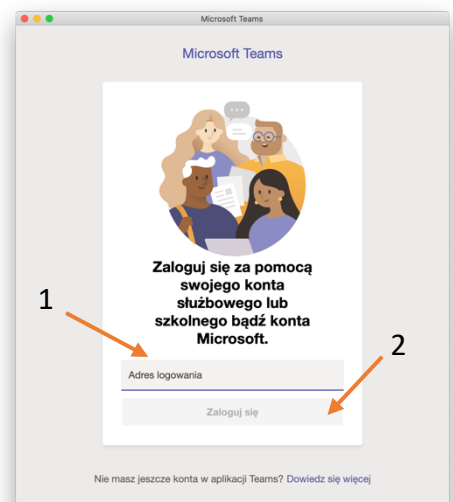 Microsoft Teams
Microsoft Teams
Zaloguj się za pomocą
swojego konta
służbowego lub
szkolnego bądź konta
Microsoft.
1
2
Adres logowania
Zaloguj się
Nie masz jeszcze konta w aplikacji Teams? Dowiedz się więcej